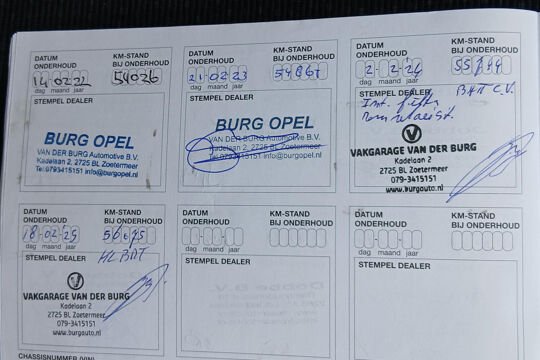 DATUM ONDERHOUD KM-STAND BIJ ONDERHOUD
14 02 22 54026
dag maand jaar
STEMPEL DEALER
BURG OPEL
VAN DER BURG Automotive B.V.
Kadelaan 2, 2725 BL Zoetermeer
Tel.0793415151 info@burgopel.nl
DATUM ONDERHOUD KM-STAND BIJ ONDERHOUD
21 02 23
dag maand jaar
STEMPEL DEALER
BURG OPEL
VAN DER BURG Automotive B.V.
Kadelaan 2, 2725 BL Zoetermeer
Tel.0793415151 info@burgopel.nl
DATUM ONDERHOUD KM-STAND BIJ ONDERHOUD
2-2-24
dag maand jaar
STEMPEL DEALER
VAKGARAGE VAN DER BURG
Kadelaan 2
2725 BL Zoetermeer
079-3415151
www.burgauto.nl
DATUM ONDERHOUD KM-STAND BIJ ONDERHOUD
18 02 25
dag maand jaar
STEMPEL DEALER
VAKGARAGE VAN DER BURG
Kadelaan 2
2725 BL Zoetermeer
079-3415151
www.burgauto.nl
DATUM ONDERHOUD KM-STAND BIJ ONDERHOUD
dag maand jaar
STEMPEL DEALER
DATUM ONDERHOUD KM-STAND BIJ ONDERHOUD
dag maand jaar
STEMPEL DEALER
CHASSISNUMMER (VIN)